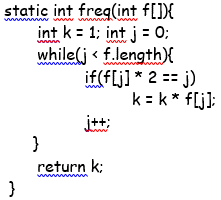 static int freq(int f[]){
int k = 1; int j = 0;
while(j < f.length){
if(f[j] * 2 == j)
k = k * f[j];
j++;
}
return k;
}